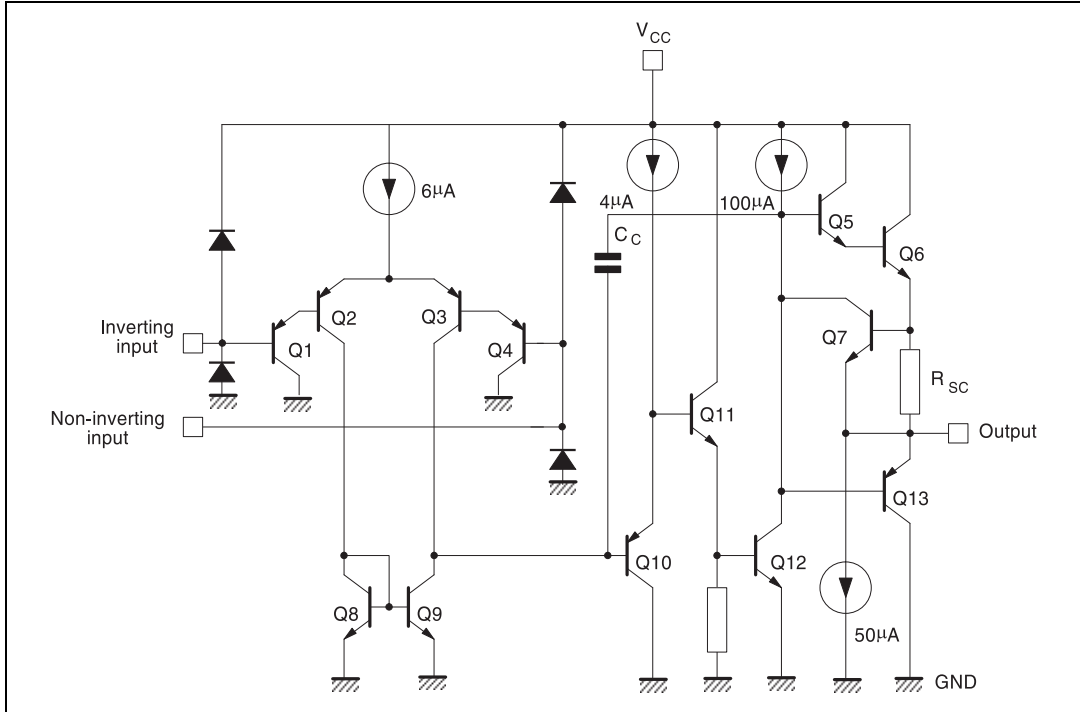 V CC
6μA
4μA
100μA
C C
Q5
Q6
Q2
Q3
Q7
Inverting
input
Q1
Q4
R SC
Non-inverting
input
Q11
Output
Q13
Q10
Q12
Q8
Q9
50μA
GND